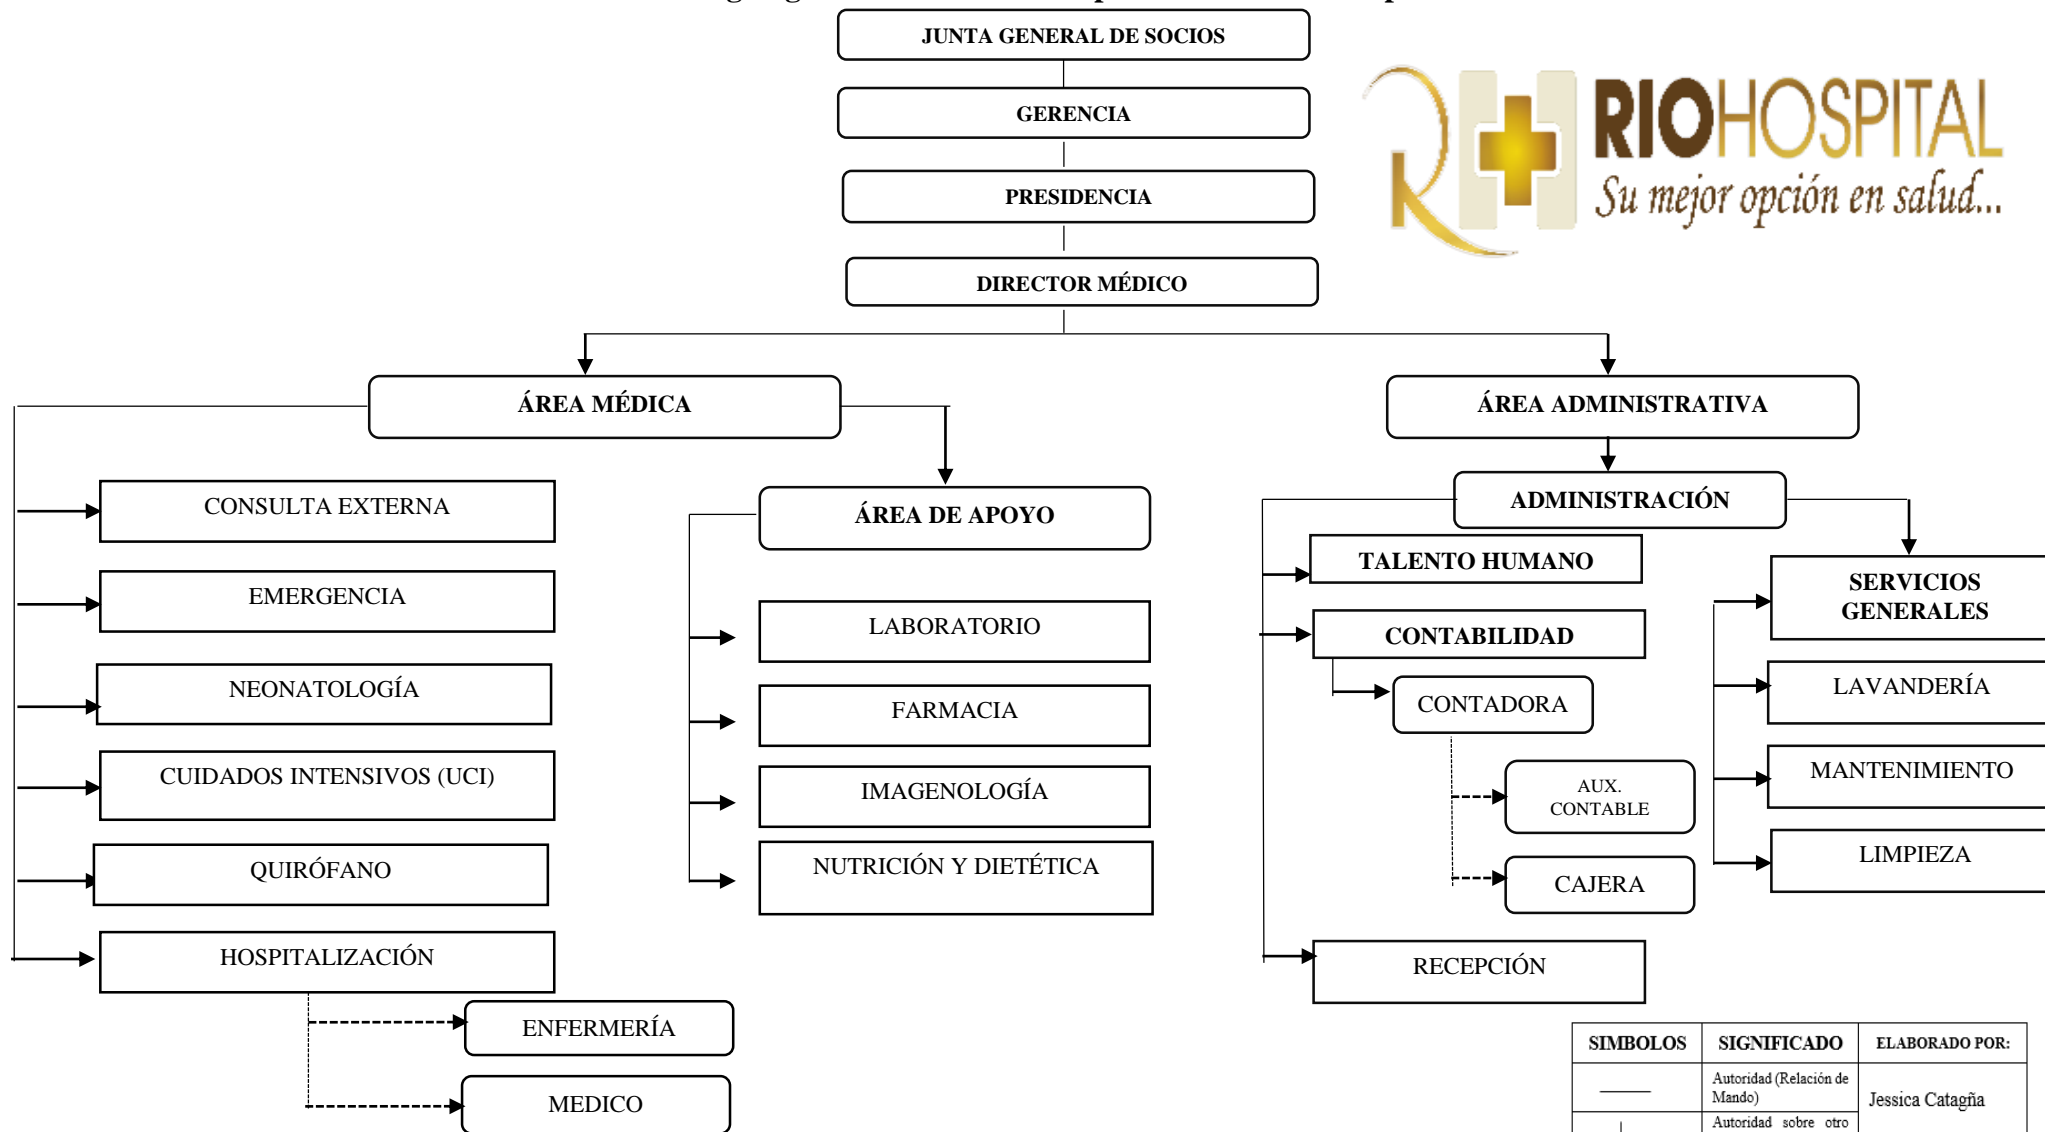 JUNTA GENERAL DE SOCIOS
GERENCIA
PRESIDENCIA
DIRECTOR MÉDICO
RIOHOSPITAL
Su mejor opción en salud...
ÁREA MÉDICA
ÁREA ADMINISTRATIVA
CONSULTA EXTERNA
EMERGENCIA
NEONATOLOGÍA
CUIDADOS INTENSIVOS (UCI)
QUIRÓFANO
HOSPITALIZACIÓN
ENFERMERÍA
MEDICO
ÁREA DE APOYO
LABORATORIO
FARMACIA
IMAGENOLOGÍA
NUTRICIÓN Y DIETÉTICA
ADMINISTRACIÓN
TALENTO HUMANO
CONTABILIDAD
CONTADORA
AUX.
CONTABLE
CAJERA
RECEPCIÓN
SERVICIOS
GENERALES
LAVANDERÍA
MANTENIMIENTO
LIMPIEZA
SIMBOLOS SIGNIFICADO ELABORADO POR:
Autoridad (Relación de
Mando)
Jessica Catagña
Autoridad sobre otro